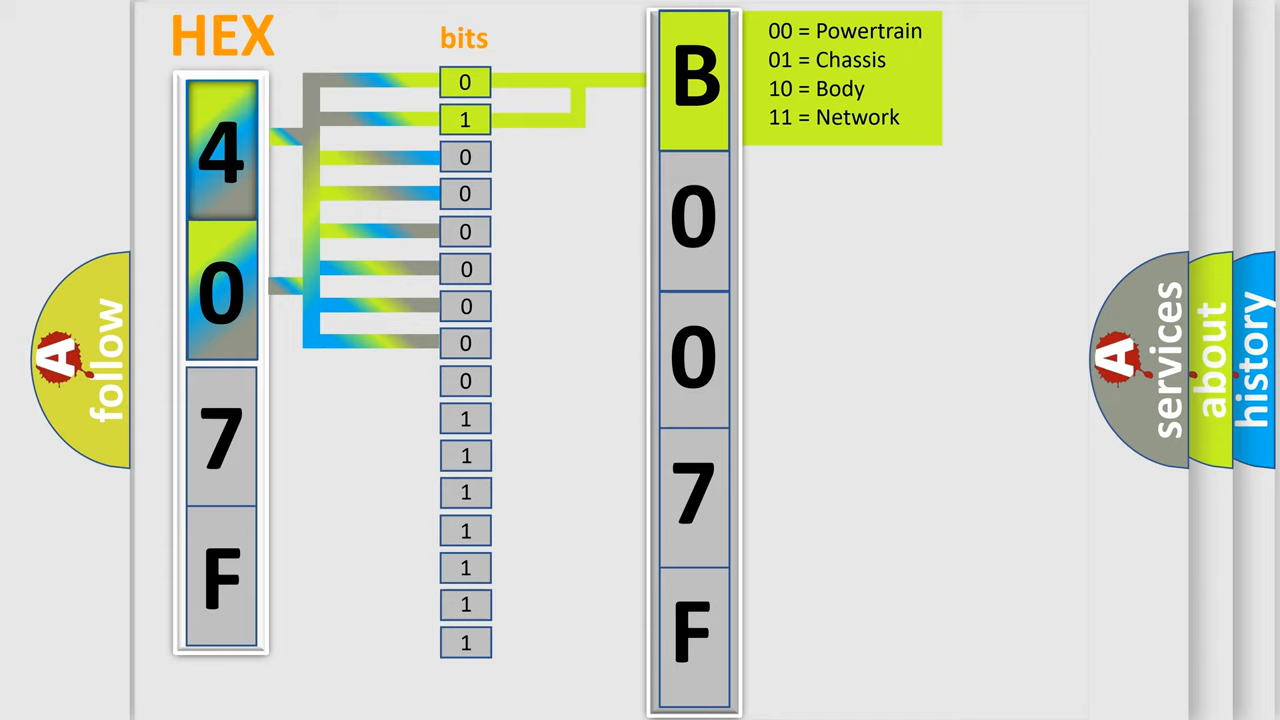 HEX
bits
4
0
7
F
0
1
0
0
0
0
0
0
0
1
1
1
1
1
1
1
B
0
0
7
F
00 = Powertrain
01 = Chassis
10 = Body
11 = Network
A
follow
A
services
about
history